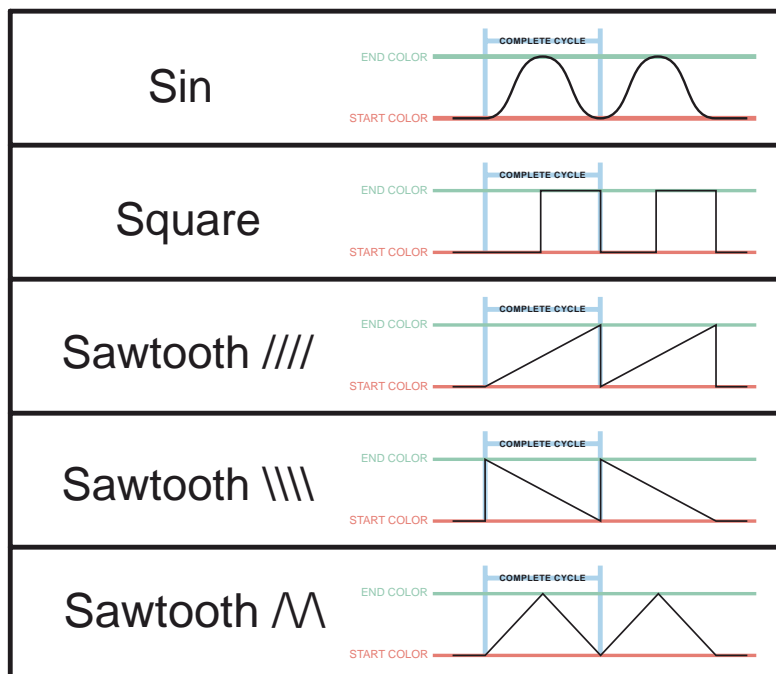 Sin
COMPLETE CYCLE
END COLOR
START COLOR
Square
COMPLETE CYCLE
END COLOR
START COLOR
Sawtooth ////
COMPLETE CYCLE
END COLOR
START COLOR
Sawtooth \\\\
COMPLETE CYCLE
END COLOR
START COLOR
Sawtooth /\/\
COMPLETE CYCLE
END COLOR
START COLOR